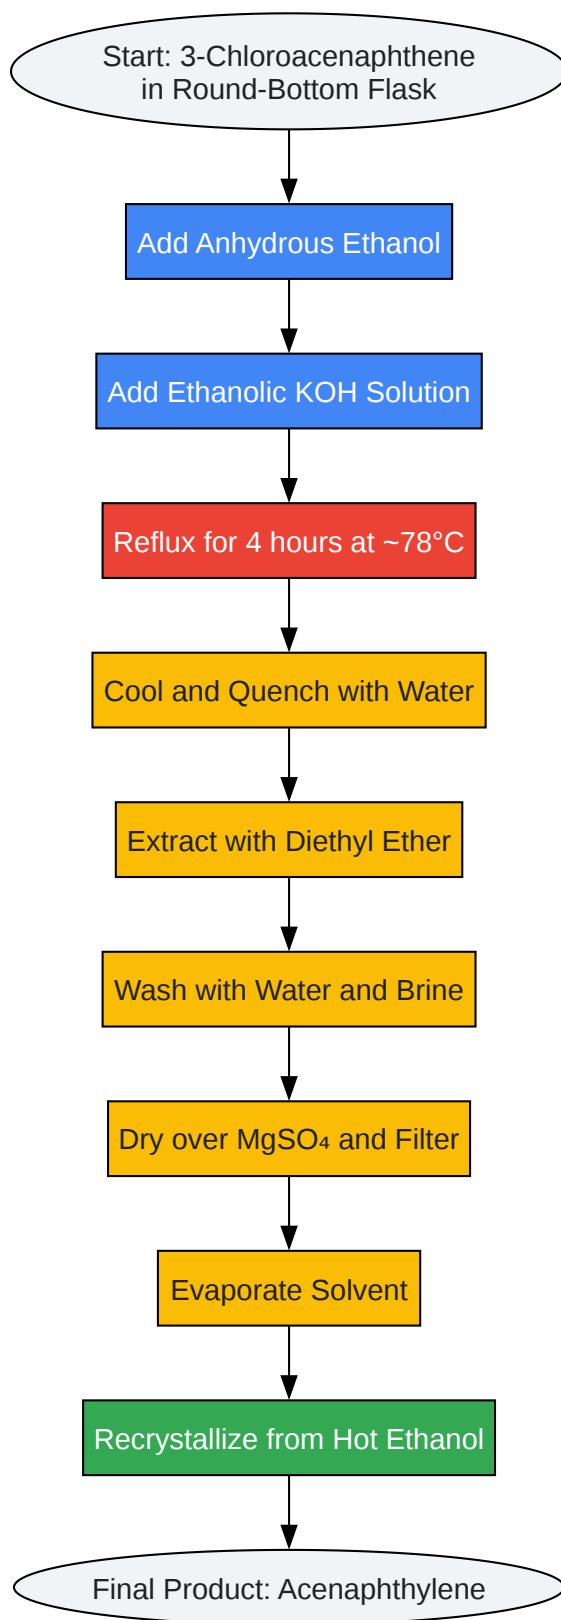 Start: 3-Chloroacenaphthene
in Round-Bottom Flask
Add Anhydrous Ethanol
Add Ethanolic KOH Solution
Reflux for 4 hours at ~78°C
Cool and Quench with Water
Extract with Diethyl Ether
Wash with Water and Brine
Dry over MgSO₄ and Filter
Evaporate Solvent
Recrystallize from Hot Ethanol
Final Product: Acenaphthylene